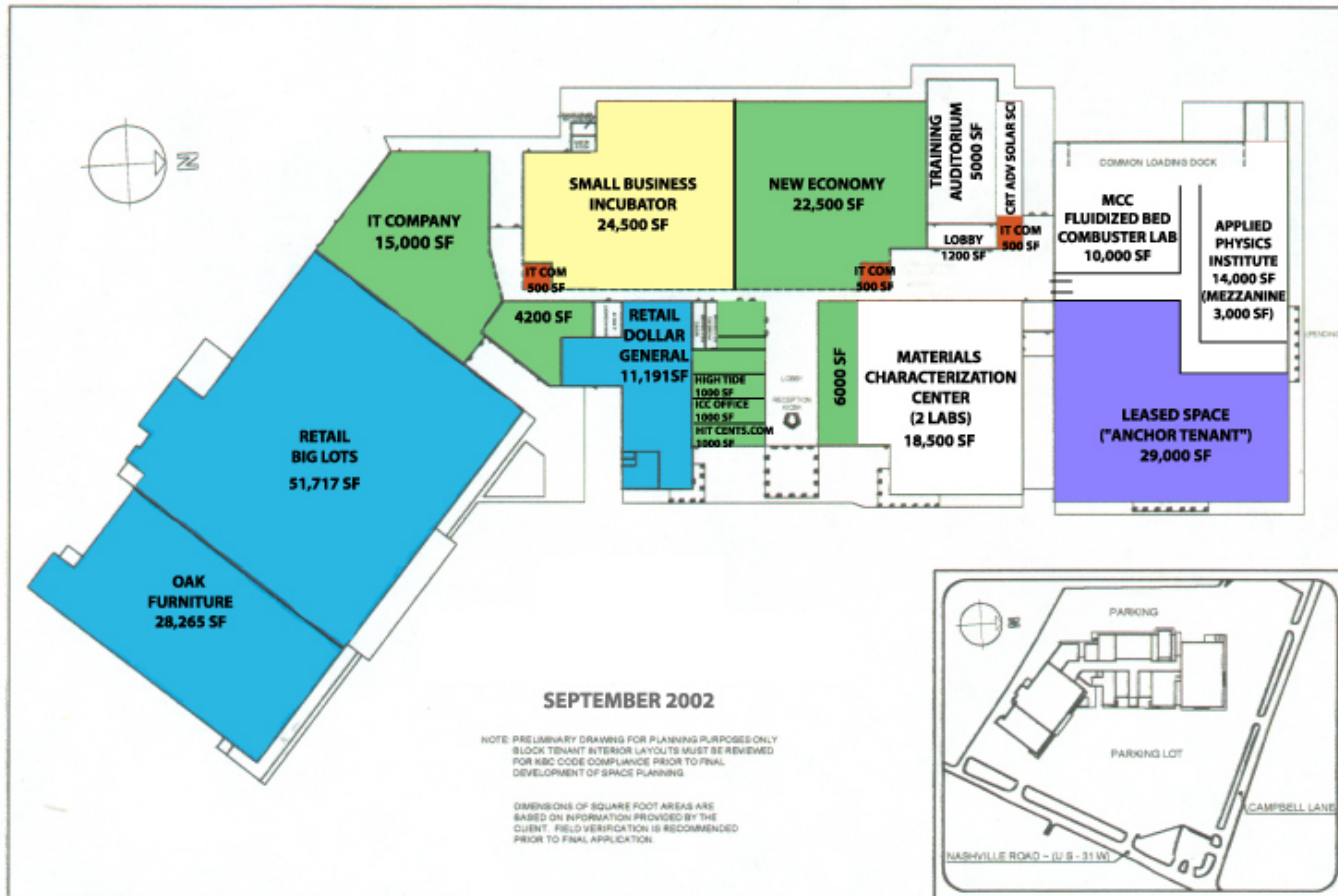 TRAINING
AUDITORIUM
5000 SF
CRT ADV SOLAR SCI
COMMON LOADING DOCK
N
IT COMPANY
15,000 SF
SMALL BUSINESS
INCUBATOR
24,500 SF
NEW ECONOMY
22,500 SF
MCC
FLUIDIZED BED
COMBUSTER LAB
10,000 SF
APPLIED
PHYSICS
INSTITUTE
14,000 SF
(MEZZANINE
3,000 SF)
LOBBY
1200 SF
IT COM
500 SF
IT COM
500 SF
IT COM
500 SF
4200 SF
RETAIL
DOLLAR
GENERAL
11,191SF
HIGH TIDE
1000 SF
ICC OFFICE
1000 SF
HIT CENTS.COM
1000 SF
LOBBY
RECEPTION
KIOSK
6000 SF
MATERIALS
CHARACTERIZATION
CENTER
(2 LABS)
18,500 SF
LEASED SPACE
("ANCHOR TENANT")
29,000 SF
RETAIL
BIG LOTS
51,717 SF
OAK
FURNITURE
28,265 SF
SEPTEMBER 2002
NOTE: PRELIMINARY DRAWING FOR PLANNING PURPOSES ONLY
BLOCK TENANT INTERIOR LAYOUTS MUST BE REVIEWED
FOR KBC CODE COMPLIANCE PRIOR TO FINAL
DEVELOPMENT OF SPACE PLANNING.
DIMENSIONS OF SQUARE FOOT AREAS ARE
BASED ON INFORMATION PROVIDED BY THE
CLIENT. FIELD VERIFICATION IS RECOMMENDED
PRIOR TO FINAL APPLICATION.
PARKING
N
PARKING LOT
CAMPBELL LANE
NASHVILLE ROAD ~ (U S - 31 W)